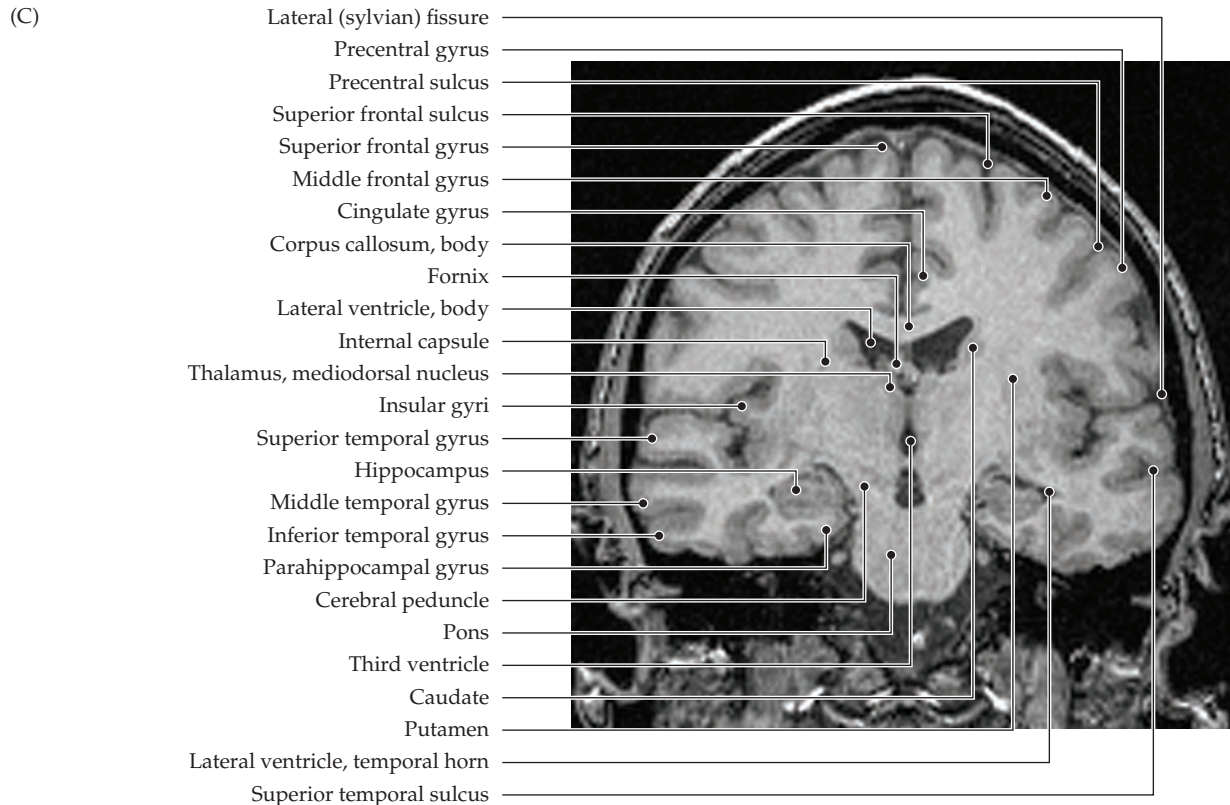 (C)
Lateral (sylvian) fissure
Precentral gyrus
Precentral sulcus
Superior frontal sulcus
Superior frontal gyrus
Middle frontal gyrus
Cingulate gyrus
Corpus callosum, body
Fornix
Lateral ventricle, body
Internal capsule
Thalamus, mediodorsal nucleus
Insular gyri
Superior temporal gyrus
Hippocampus
Middle temporal gyrus
Inferior temporal gyrus
Parahippocampal gyrus
Cerebral peduncle
Pons
Third ventricle
Caudate
Putamen
Lateral ventricle, temporal horn
Superior temporal sulcus